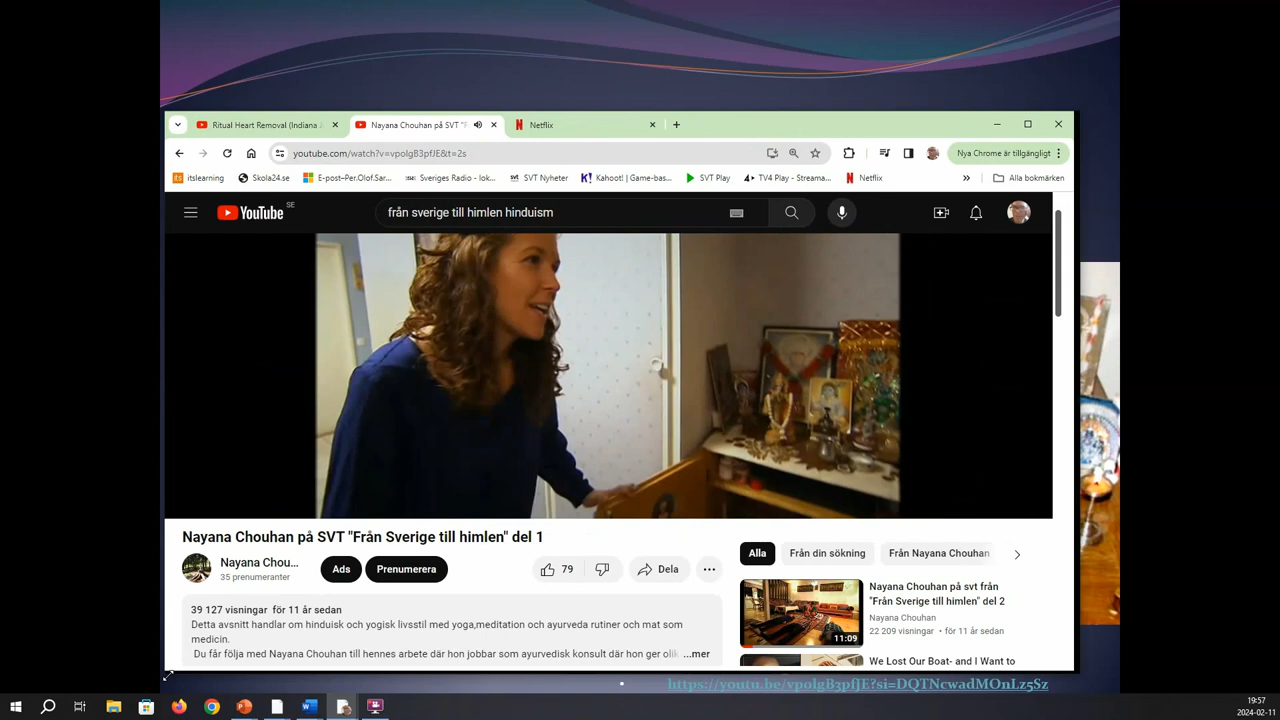 Ritual Heart Removal (Indiana
Nayana Chouhan på SVT "F
Netflix
youtube.com/watch?v=vpolgB3pfJE&t=2s
Nya Chrome är tillgängligt
itslearning
Skola24.se
E-post-Per.Olof.Sar...
Sveriges Radio - lok...
SVT Nyheter
Kahoot! | Game-bas...
SVT Play
TV4 Play - Streama...
Netflix
»
Alla bokmärken
YouTube SE
från sverige till himlen hinduism
Nayana Chouhan på SVT "Från Sverige till himlen" del 1
Nayana Chou...
35 prenumeranter
Ads
Prenumerera
79
Dela
39 127 visningar för 11 år sedan
Detta avsnitt handlar om hinduisk och yogisk livsstil med yoga,meditation och ayurveda rutiner och mat som
medicin.
Du får följa med Nayana Chouhan till hennes arbete där hon jobbar som ayurvedisk konsult där hon ger olik
...mer
Alla
Från din sökning
Från Nayana Chouhan
Nayana Chouhan på svt från
"Från Sverige till himlen" del 2
Nayana Chouhan
22 209 visningar • för 11 år sedan
11:09
We Lost Our Boat- and I Want to
• https://youtu.be/vpolgB3pfJE?si=DQTNcwadMOnLz5Sz
19:57
2024-02-11